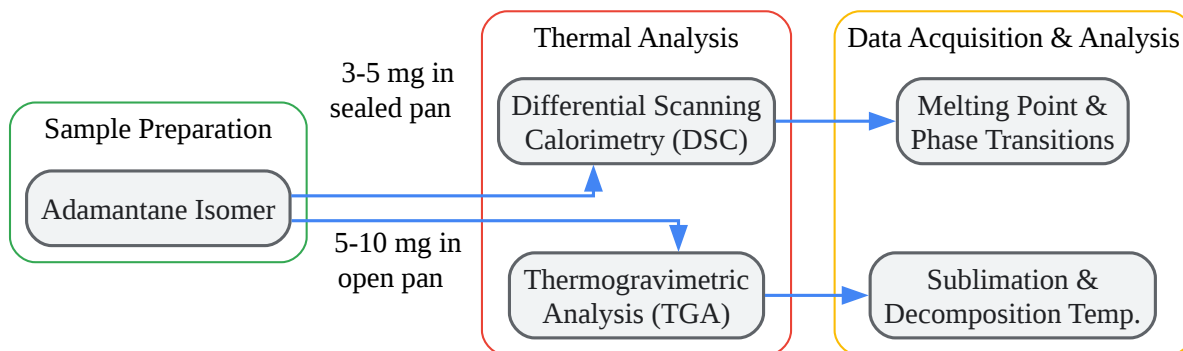 Sample Preparation
Adamantane Isomer
3-5 mg in
sealed pan
5-10 mg in
open pan
Thermal Analysis
Differential Scanning
Calorimetry (DSC)
Thermogravimetric
Analysis (TGA)
Data Acquisition & Analysis
Melting Point &
Phase Transitions
Sublimation &
Decomposition Temp.